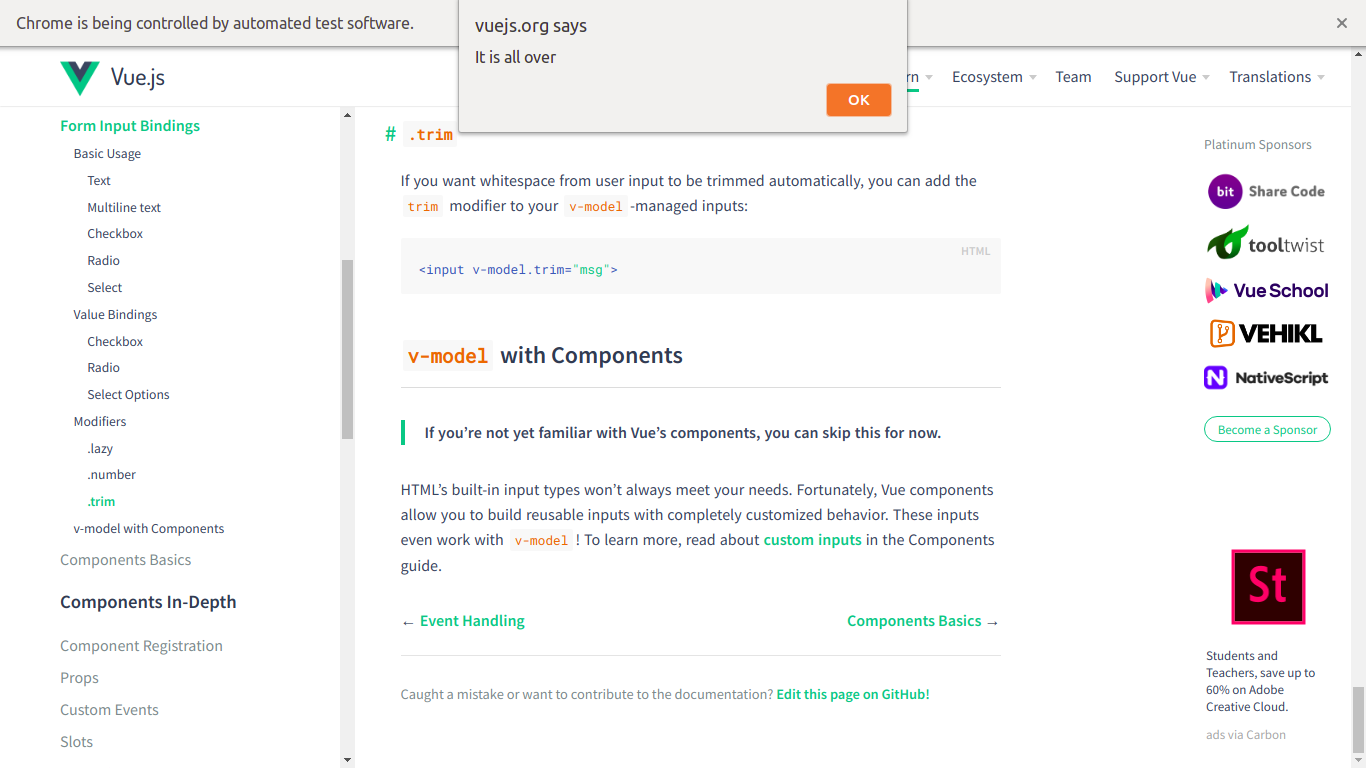 Chrome is being controlled by automated test software.
vuejs.org says
It is all over
OK
Vue.js
Ecosystem
Team
Support Vue
Translations
Form Input Bindings
Basic Usage
Text
Multiline text
Checkbox
Radio
Select
Value Bindings
Checkbox
Radio
Select Options
Modifiers
.lazy
.number
.trim
v-model with Components
Components Basics
Components In-Depth
Component Registration
Props
Custom Events
Slots
# .trim
If you want whitespace from user input to be trimmed automatically, you can add the
trim modifier to your v-model -managed inputs:
HTML
<input v-model.trim="msg">
v-model with Components
If you’re not yet familiar with Vue’s components, you can skip this for now.
HTML’s built-in input types won’t always meet your needs. Fortunately, Vue components
allow you to build reusable inputs with completely customized behavior. These inputs
even work with v-model ! To learn more, read about custom inputs in the Components
guide.
← Event Handling
Components Basics →
Caught a mistake or want to contribute to the documentation? Edit this page on GitHub!
Platinum Sponsors
bit Share Code
tooltwist
Vue School
VEHIKL
NativeScript
Become a Sponsor
St
Students and
Teachers, save up to
60% on Adobe
Creative Cloud.
ads via Carbon